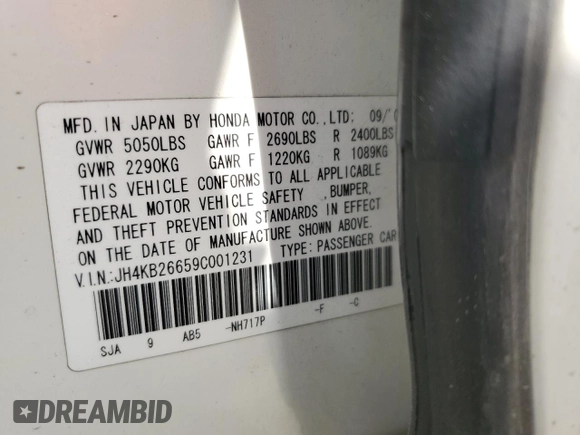 MFD. IN JAPAN BY HONDA MOTOR CO.,LTD: 09/
GVWR 5050LBS GAWR F 2690LBS R 2400LBS
GVWR 2290KG GAWR F 1220KG R 1089KG
THIS VEHICLE CONFORMS TO ALL APPLICABLE
FEDERAL MOTOR VEHICLE SAFETY ,BUMPER,
AND THEFT PREVENTION STANDARDS IN EFFECT
ON THE DATE OF MANUFACTURE SHOWN ABOVE.
V.I.N.:JH4KB26659C001231 TYPE: PASSENGER CAR
SJA 9 AB5 -NH717P -F -C
DREAMBID